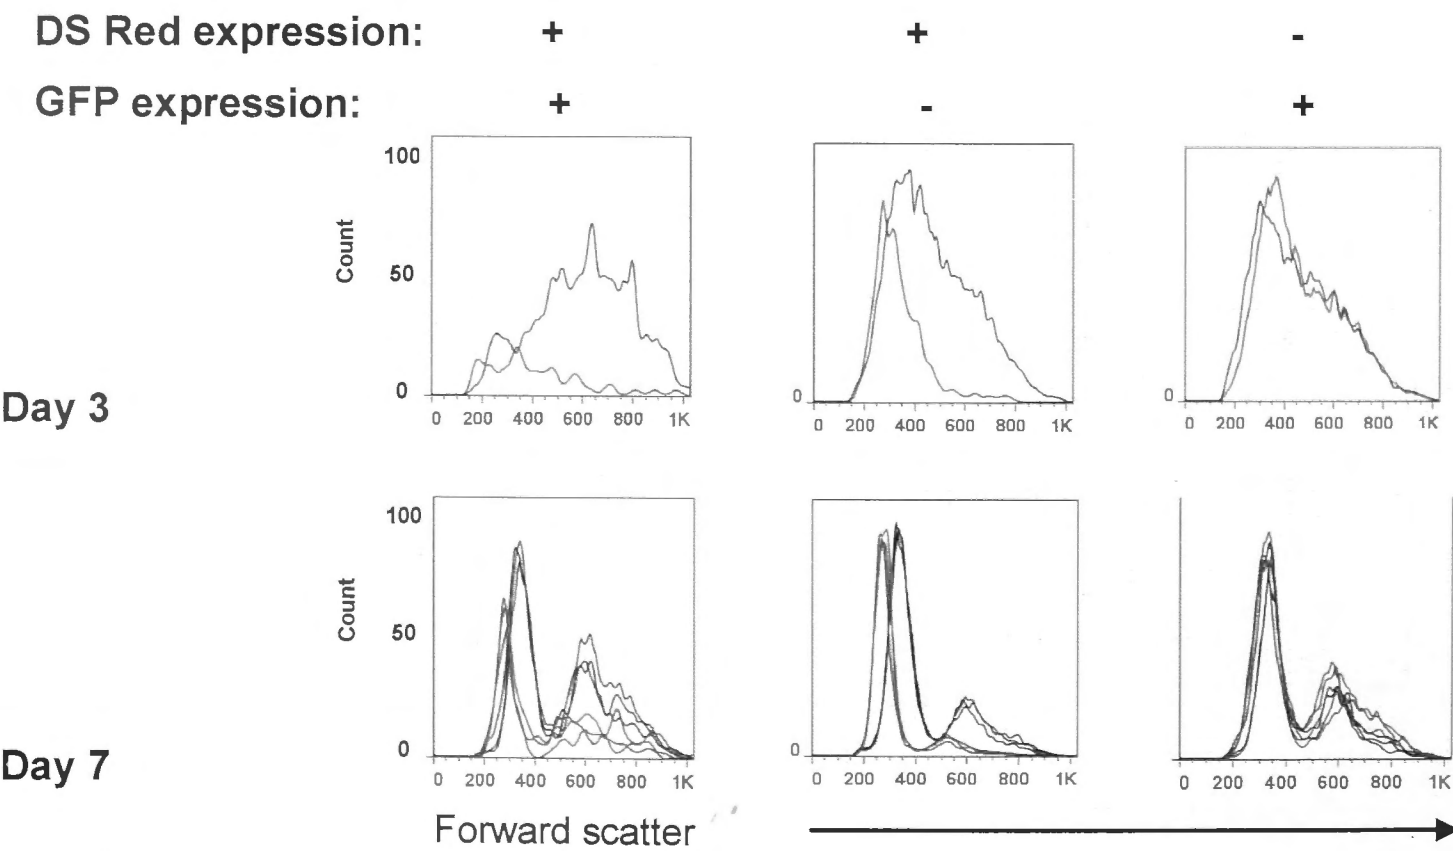 DS Red expression: + + -
GFP expression: + - +
100
Count
50
0 0 0
Day 3
0 200 400 600 800 1K 0 200 400 600 800 1K 0 200 400 600 800 1K
100
Count
50
0 0
Day 7
0 200 400 600 800 1K 0 200 400 600 800 1K 0 200 400 600 800 1K
Forward scatter